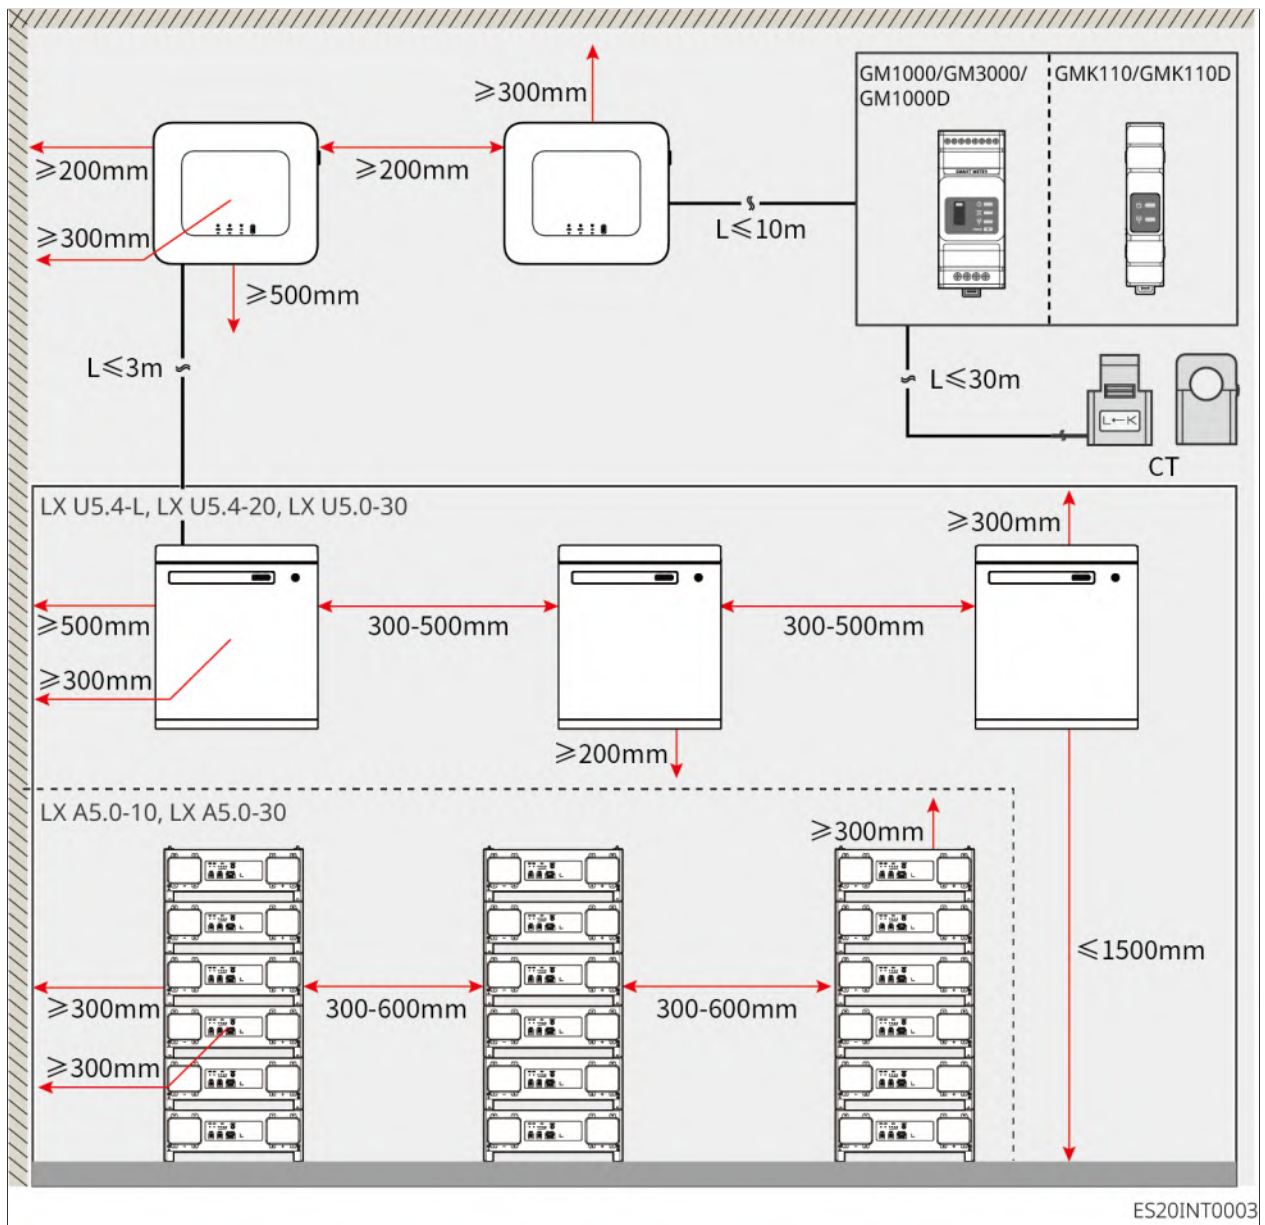 ≥300mm
GM1000/GM3000/
GM1000D
GMK110/GMK110D
≥200mm
≥200mm
SMART METER
≥300mm
L≤10m
≥500mm
L≤3m
L≤30m
L←K
CT
LX U5.4-L, LX U5.4-20, LX U5.0-30
≥300mm
≥500mm
300-500mm
300-500mm
≥300mm
≥200mm
LX A5.0-10, LX A5.0-30
≥300mm
≤1500mm
≥300mm
300-600mm
300-600mm
≥300mm
ES20INT0003